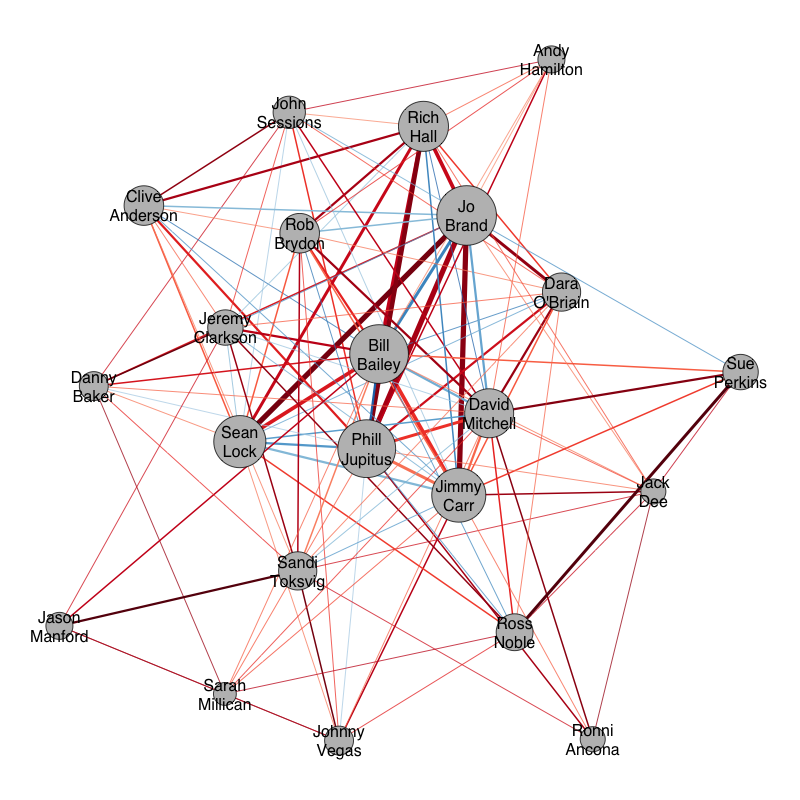 Andy
Hamilton
John
Sessions
Rich
Hall
Clive
Anderson
Jo
Brand
Rob
Brydon
Dara
O'Briain
Jeremy
Clarkson
Bill
Bailey
Sue
Perkins
Danny
Baker
David
Mitchell
Sean
Lock
Phill
Jupitus
Jimmy
Carr
Jack
Dee
Sandi
Toksvig
Jason
Manford
Ross
Noble
Sarah
Millican
Johnny
Vegas
Ronni
Ancona